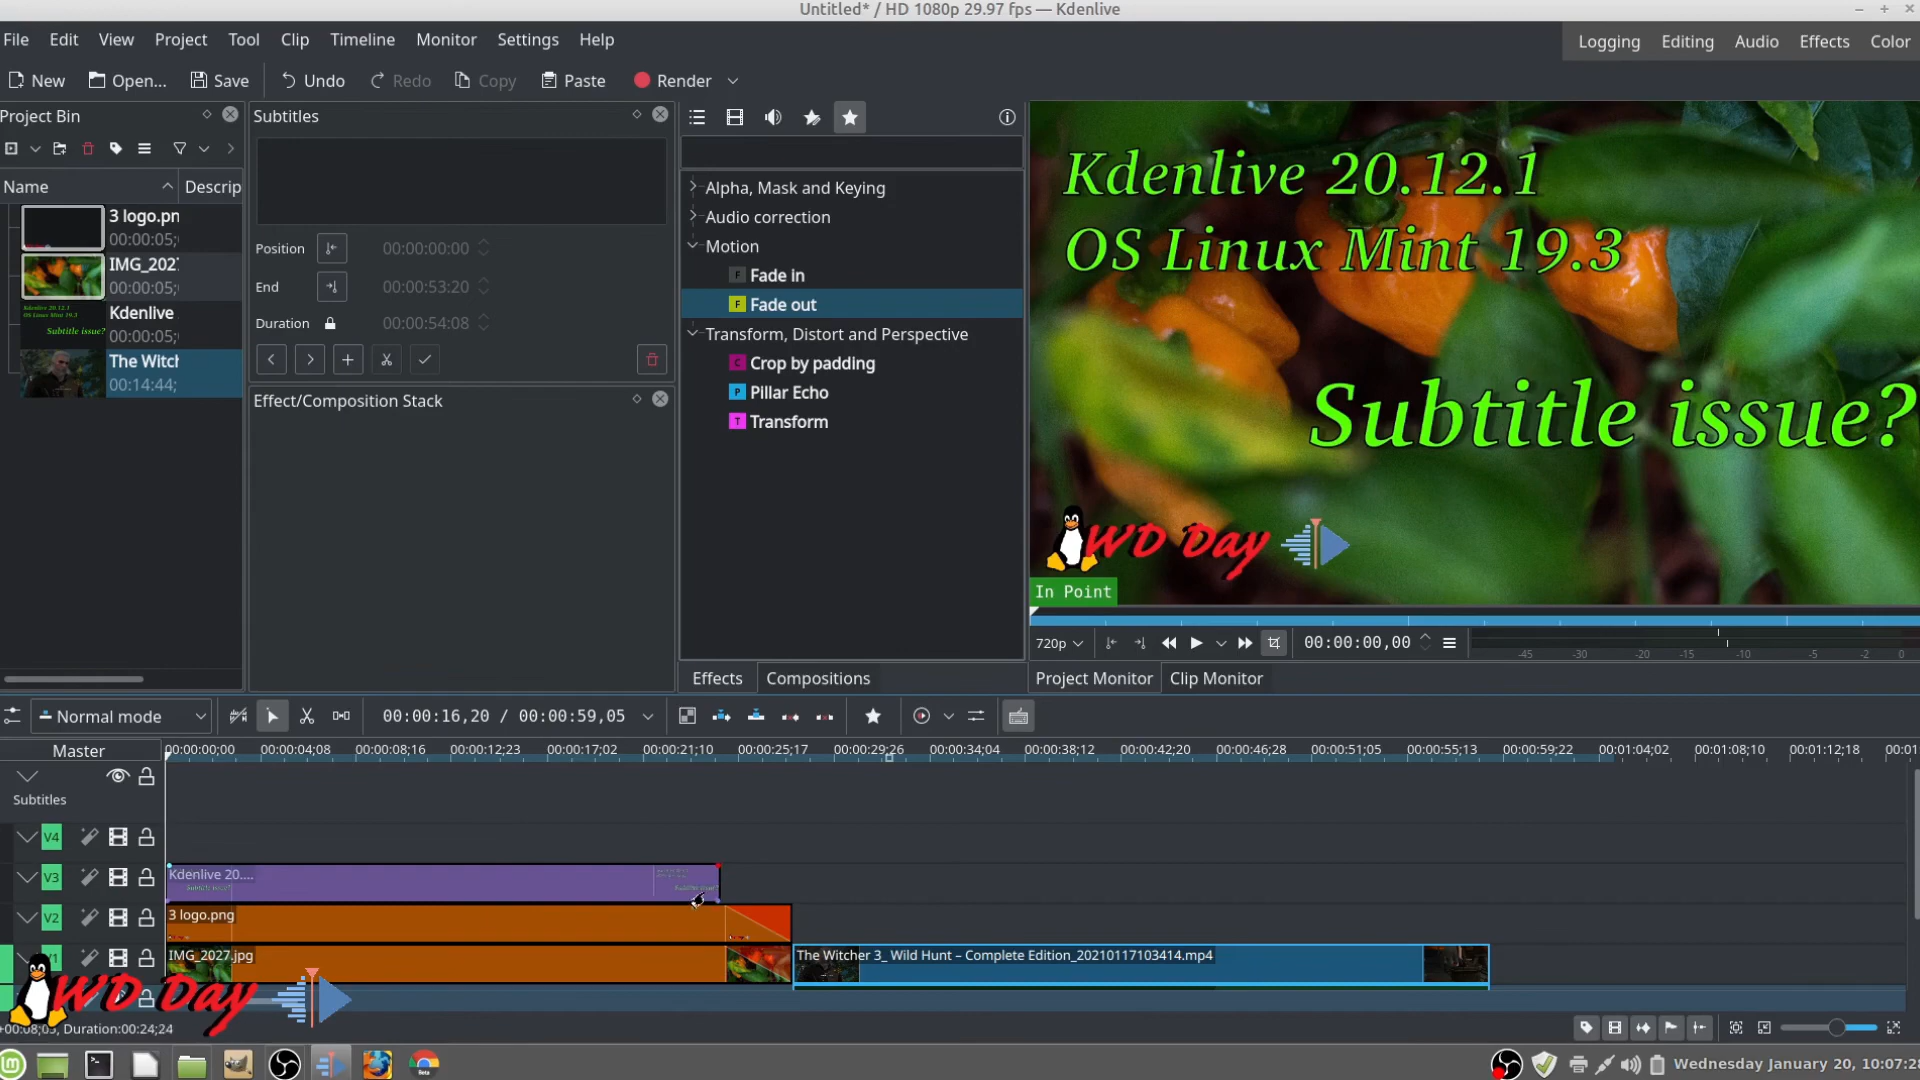 Untitled* / HD 1080p 29.97 fps — Kdenlive
File Edit View Project Tool Clip Timeline Monitor Settings Help
Logging Editing Audio Effects Color
New Open... Save Undo Redo Copy Paste Render
Project Bin
Name Descrip
3 logo.pn
00:00:05;
IMG_202
00:00:05;
Kdenlive
00:00:05;
The Witch
00:14:44;
Subtitles
Position 00:00:00:00
End 00:00:53:20
Duration 00:00:54:08
Effect/Composition Stack
Alpha, Mask and Keying
Audio correction
Motion
Fade in
Fade out
Transform, Distort and Perspective
Crop by padding
Pillar Echo
Transform
Effects Compositions
Kdenlive 20.12.1
OS Linux Mint 19.3
Subtitle issue?
WD Day
In Point
720p 00:00:00,00
-45 -30 -20 -15 -10 -5 -2 0
Project Monitor Clip Monitor
Normal mode 00:00:16,20 / 00:00:59,05
Master 00:00:00;00 00:00:04;08 00:00:08;16 00:00:12;23 00:00:17;02 00:00:21;10 00:00:25;17 00:00:29;26 00:00:34;04 00:00:38;12 00:00:42;20 00:00:46;28 00:00:51;05 00:00:55;13 00:00:59;22 00:01:04;02 00:01:08;10 00:01:12;18 00:01
Subtitles
V4
V3 Kdenlive 20....
V2 3 logo.png
IMG_2027.jpg The Witcher 3_ Wild Hunt – Complete Edition_20210117103414.mp4
WD Day
Duration:00:24;24
Wednesday January 20, 10:07:2